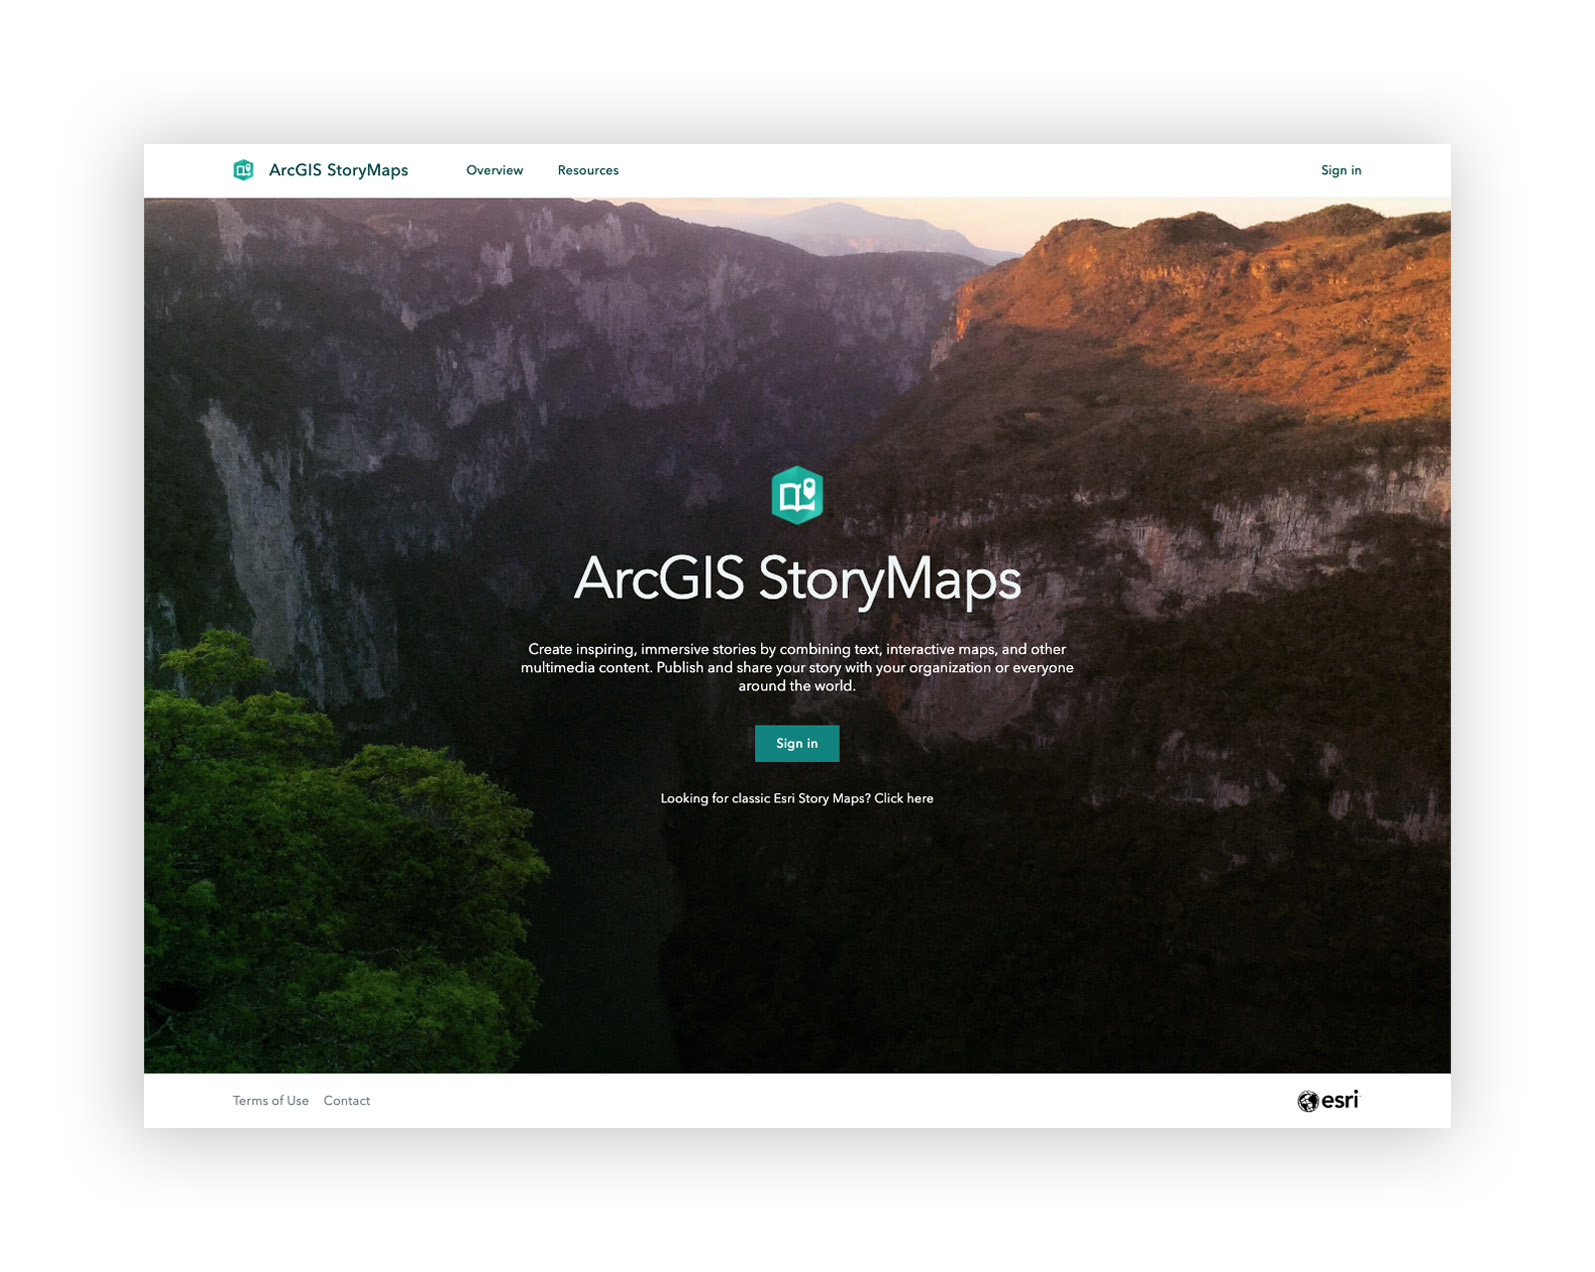 ArcGIS StoryMaps Overview Resources Sign in
ArcGIS StoryMaps
Create inspiring, immersive stories by combining text, interactive maps, and other
multimedia content. Publish and share your story with your organization or everyone
around the world.
Sign in
Looking for classic Esri Story Maps? Click here
Terms of Use Contact esri